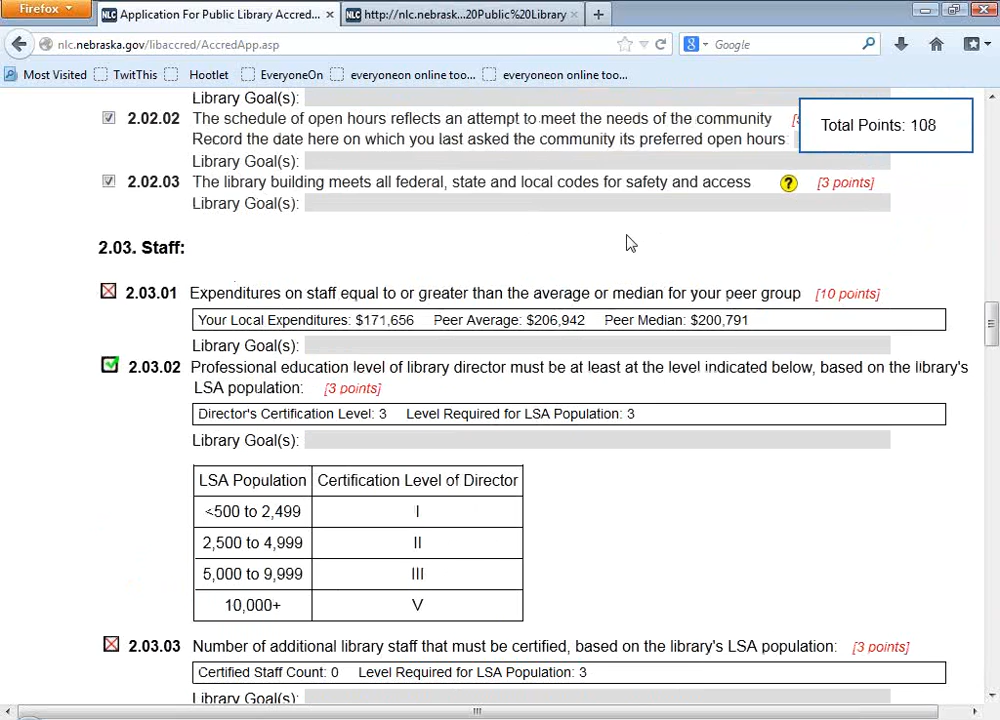 Firefox
Application For Public Library Accred...
http://nlc.nebrask...20Public%20Library
nlc.nebraska.gov/libaccred/AccredApp.asp
Google
Most Visited TwitThis Hootlet EveryoneOn everyoneon online too... everyoneon online too...
Library Goal(s):
2.02.02 The schedule of open hours reflects an attempt to meet the needs of the community
Total Points: 108
Record the date here on which you last asked the community its preferred open hours:
Library Goal(s):
2.02.03 The library building meets all federal, state and local codes for safety and access ? [3 points]
Library Goal(s):
2.03. Staff:
2.03.01 Expenditures on staff equal to or greater than the average or median for your peer group [10 points]
Your Local Expenditures: $171,656 Peer Average: $206,942 Peer Median: $200,791
Library Goal(s):
2.03.02 Professional education level of library director must be at least at the level indicated below, based on the library's
LSA population: [3 points]
Director's Certification Level: 3 Level Required for LSA Population: 3
Library Goal(s):
LSA Population Certification Level of Director
<500 to 2,499 I
2,500 to 4,999 II
5,000 to 9,999 III
10,000+ V
2.03.03 Number of additional library staff that must be certified, based on the library's LSA population: [3 points]
Certified Staff Count: 0 Level Required for LSA Population: 3
Library Goal(s):